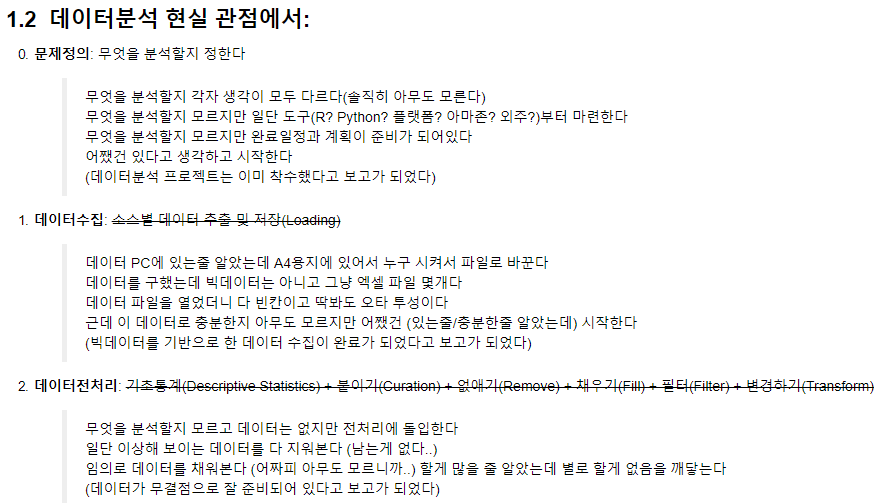 1.2 데이터분석 현실 관점에서:
0. 문제정의: 무엇을 분석할지 정한다
무엇을 분석할지 각자 생각이 모두 다르다(솔직히 아무도 모른다)
무엇을 분석할지 모르지만 일단 도구(R? Python? 플랫폼? 아마존? 외주?)부터 마련한다
무엇을 분석할지 모르지만 완료일정과 계획이 준비가 되어있다
어쨌건 있다고 생각하고 시작한다
(데이터분석 프로젝트는 이미 착수했다고 보고가 되었다)
1. 데이터수집: 소스별 데이터 추출 및 저장(Loading)
데이터 PC에 있는줄 알았는데 A4용지에 있어서 누구 시켜서 파일로 바꾼다
데이터를 구했는데 빅데이터는 아니고 그냥 엑셀 파일 몇개다
데이터 파일을 열었더니 다 빈칸이고 딱봐도 오타 투성이다
근데 이 데이터로 충분한지 아무도 모르지만 어쨌건 (있는줄/충분한줄 알았는데) 시작한다
(빅데이터를 기반으로 한 데이터 수집이 완료가 되었다고 보고가 되었다)
2. 데이터전처리: 기초통계(Descriptive Statistics) + 붙이기(Curation) + 없애기(Remove) + 채우기(Fill) + 필터(Filter) + 변경하기(Transform)
무엇을 분석할지 모르고 데이터는 없지만 전처리에 돌입한다
일단 이상해 보이는 데이터를 다 지워본다 (남는게 없다..)
임의로 데이터를 채워본다 (어짜피 아무도 모르니까..) 할게 많을 줄 알았는데 별로 할게 없음을 깨닿는다
(데이터가 무결점으로 잘 준비되어 있다고 보고가 되었다)